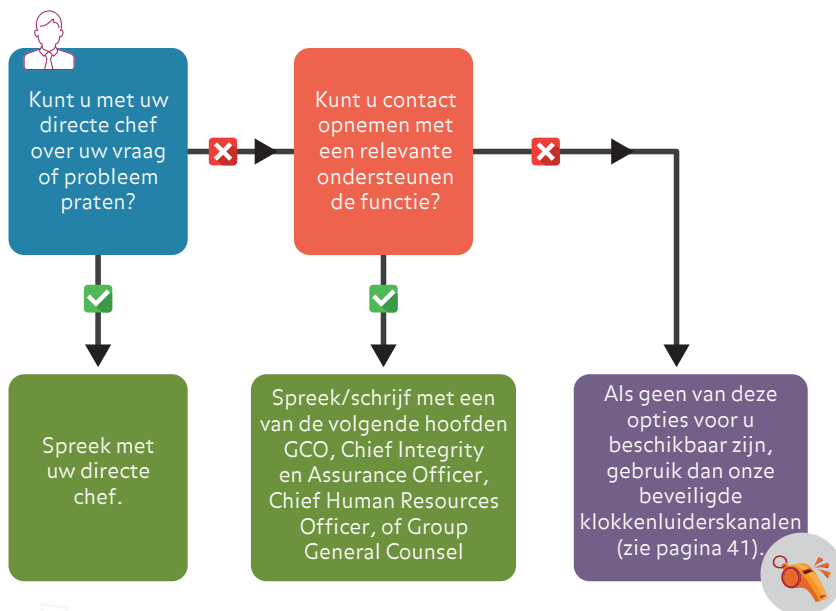 Kunt u met uw
directe chef
over uw vraag
of probleem
praten?
Kunt u contact
opnemen met
een relevante
ondersteunen
de functie?
Spreek met
uw directe
chef.
Spreek/schrijf met een
van de volgende hoofden
GCO, Chief Integrity
en Assurance Officer,
Chief Human Resources
Officer, of Group
General Counsel
Als geen van deze
opties voor u
beschikbaar zijn,
gebruik dan onze
beveiligde
klokkenluiderskanalen
(zie pagina 41).